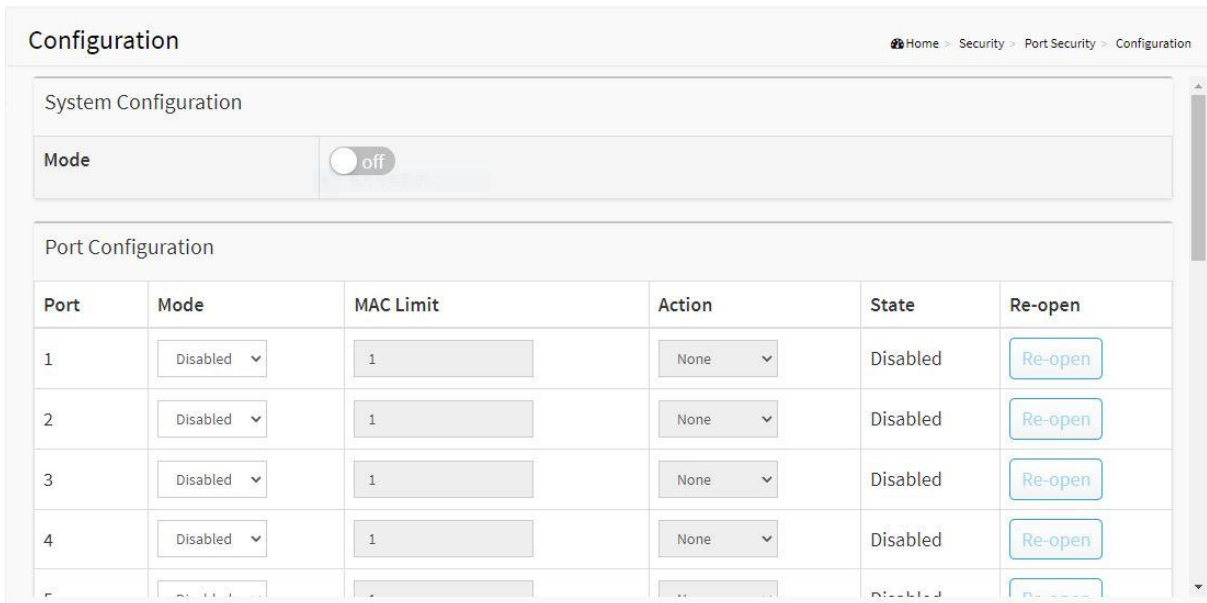 Configuration
Home > Security > Port Security > Configuration
System Configuration
Mode off
Port Configuration
Port Mode MAC Limit Action State Re-open
1 Disabled 1 None Disabled Re-open
2 Disabled 1 None Disabled Re-open
3 Disabled 1 None Disabled Re-open
4 Disabled 1 None Disabled Re-open